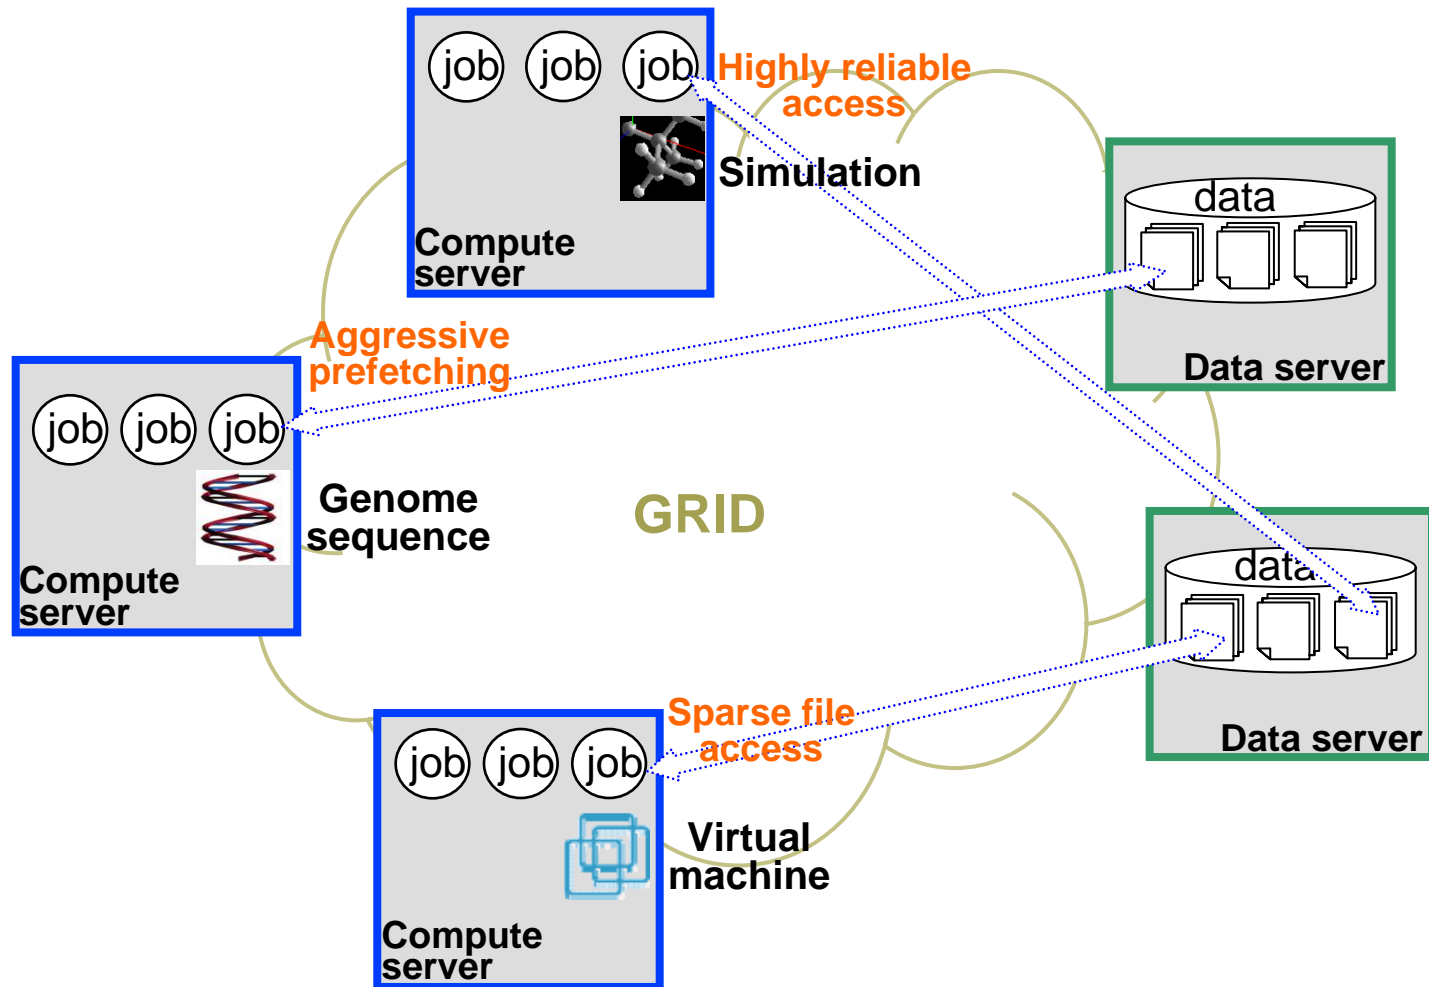 job job job
Highly reliable
access
Simulation
Compute
server
data
Data server
Aggressive
prefetching
job job job
Genome
sequence
Compute
server
GRID
data
Data server
Sparse file
access
job job job
Virtual
machine
Compute
server